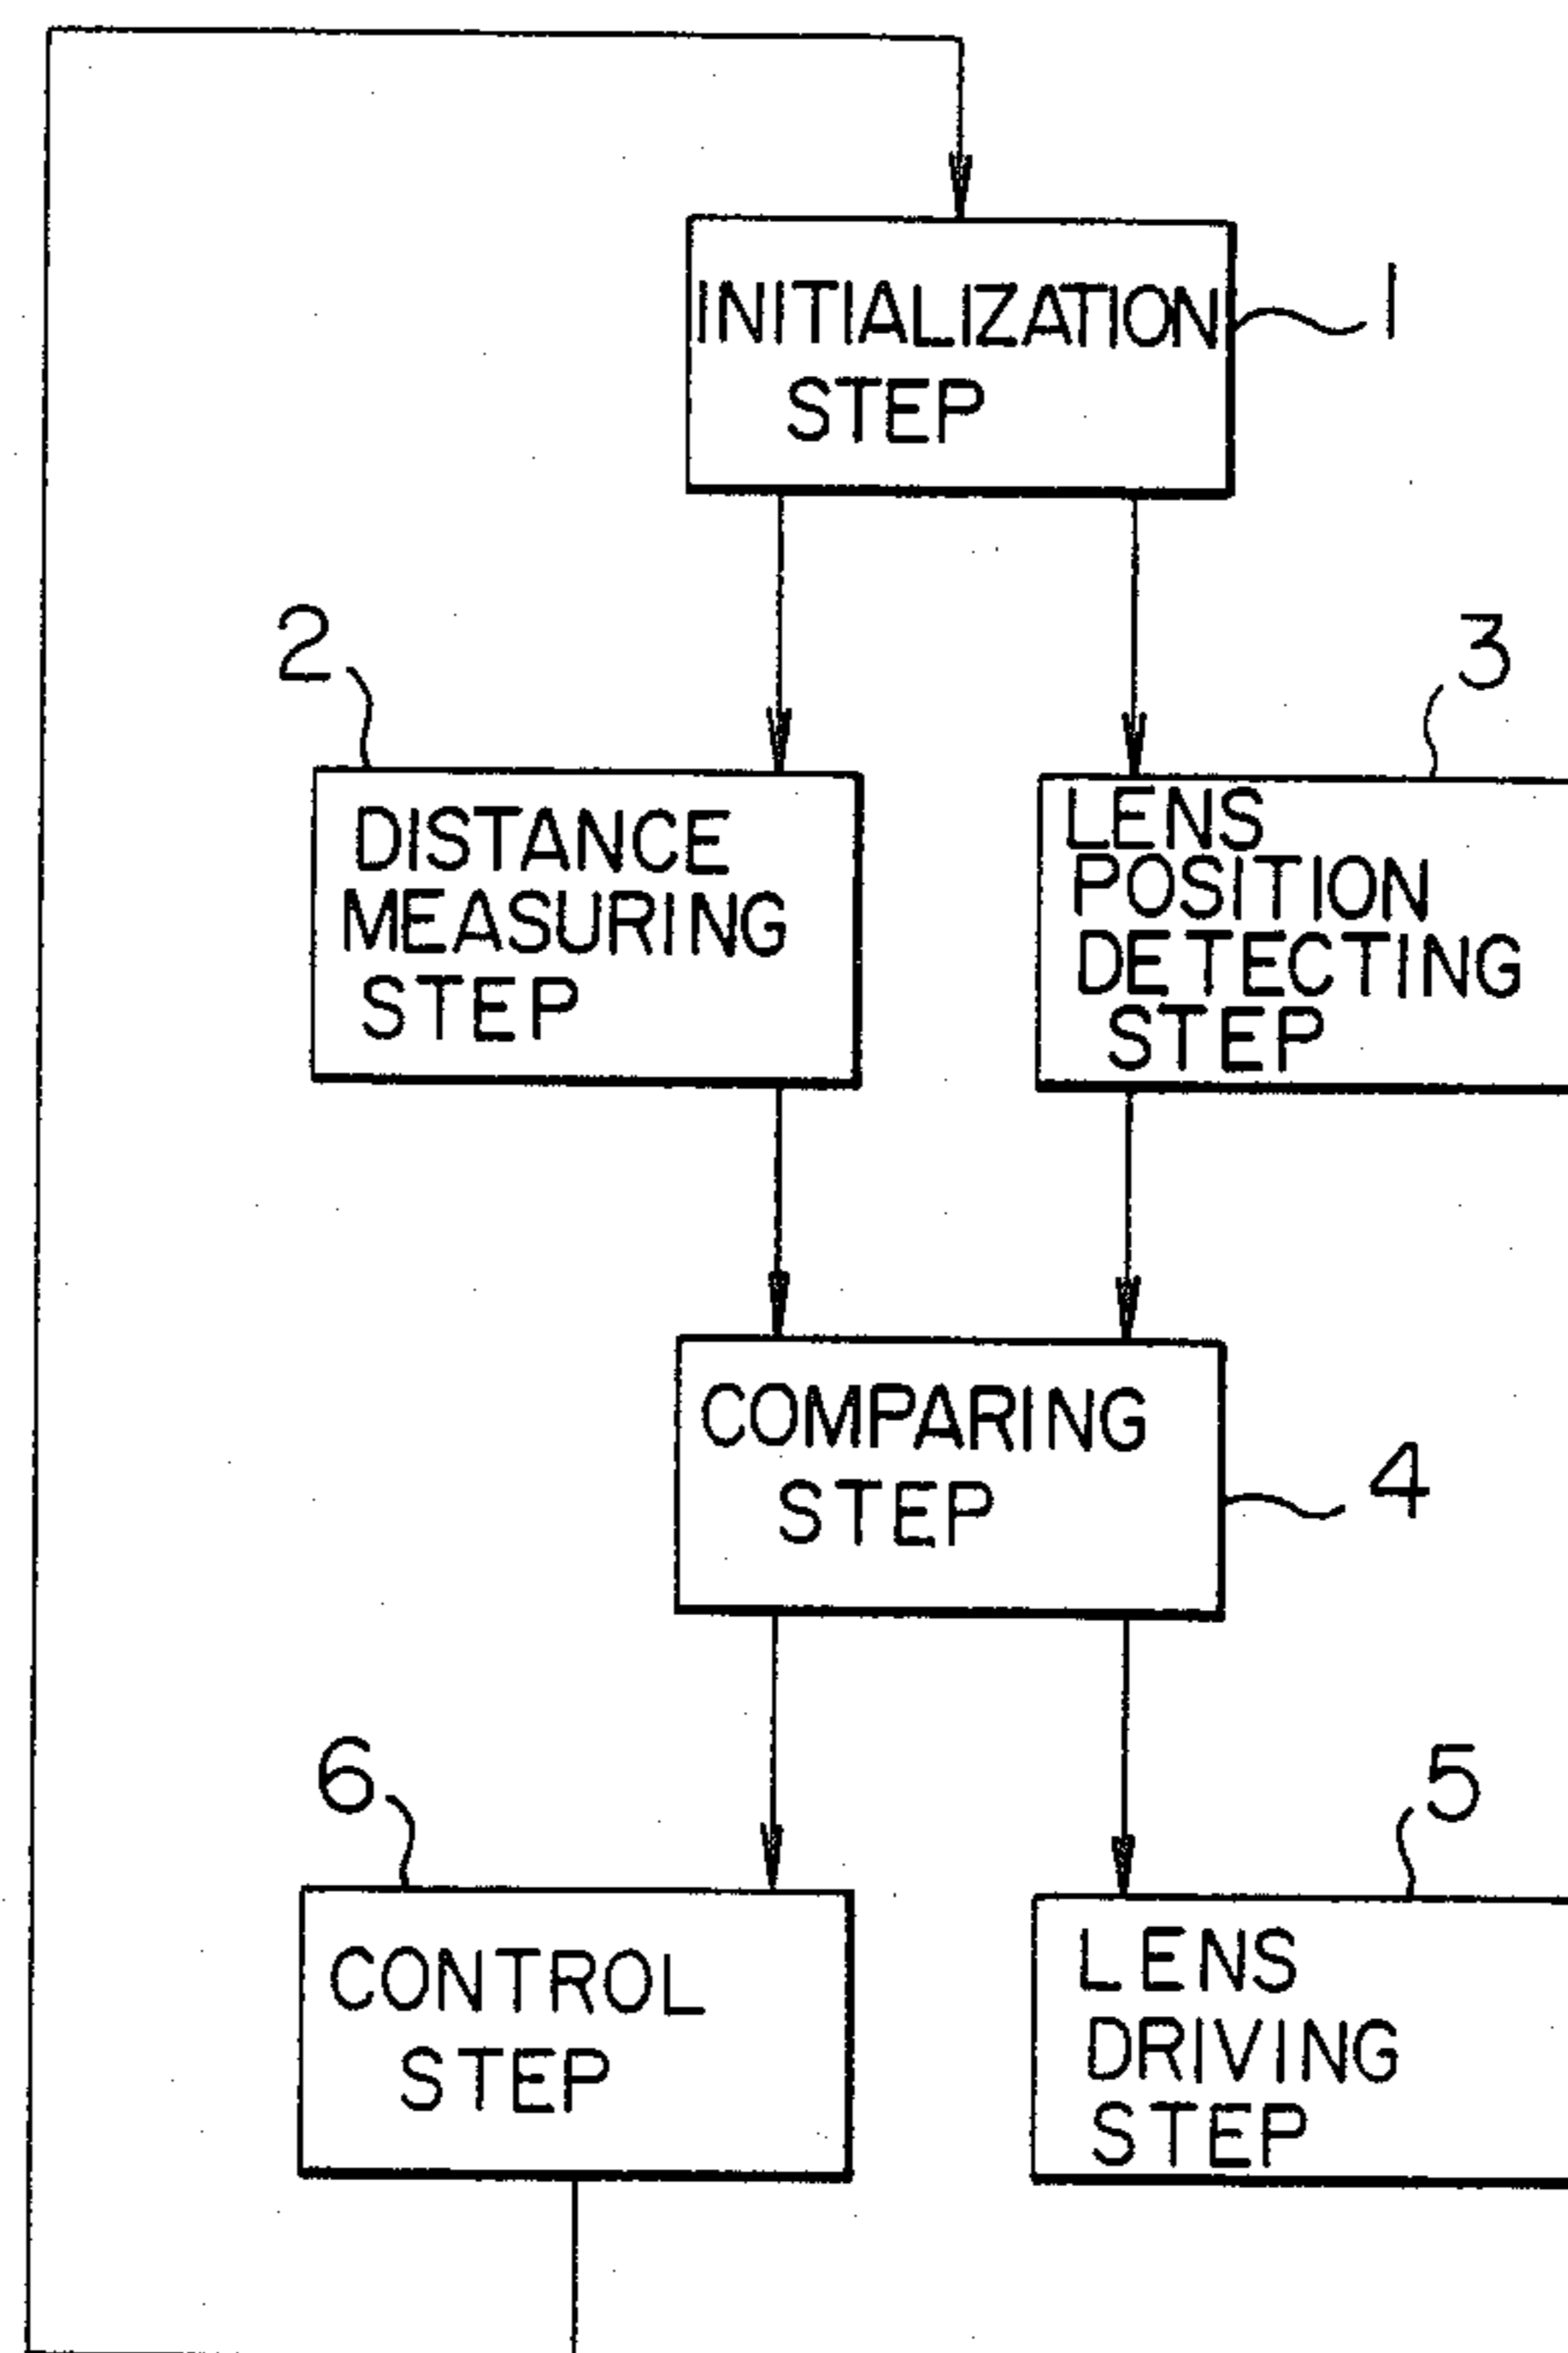 INITIALIZATION
STEP
1
2
3
DISTANCE
MEASURING
STEP
LENS
POSITION
DETECTING
STEP
COMPARING
STEP
4
6
5
CONTROL
STEP
LENS
DRIVING
STEP